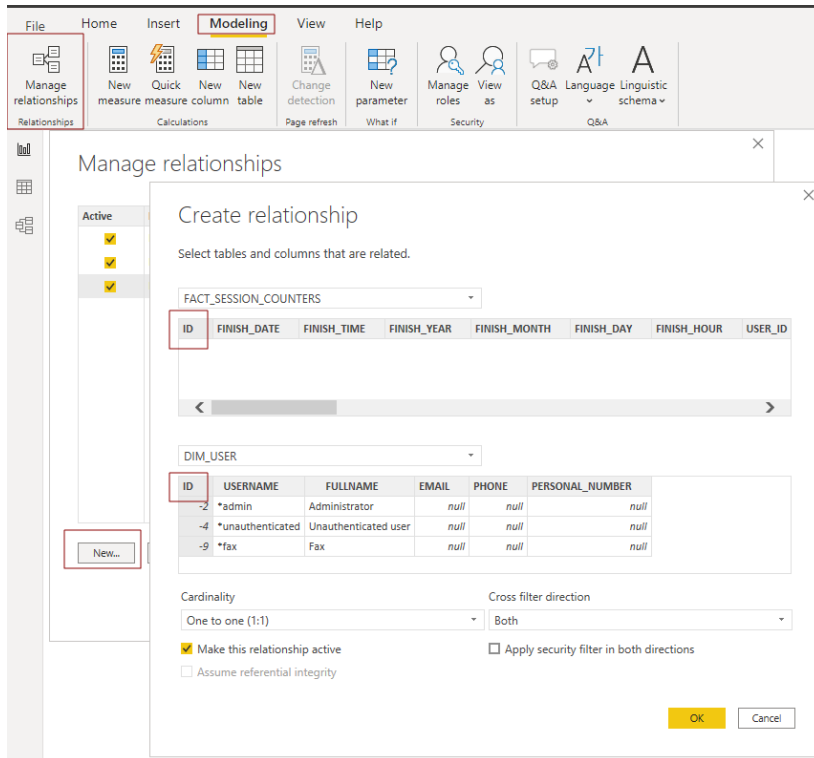 File Home Insert Modeling View Help
Manage relationships
New measure
Quick measure
New column
New table
Change detection
New parameter
Manage roles
View as
Q&A setup
Language
Linguistic schema
Relationships Calculations Page refresh What if Security Q&A
Manage relationships
Active
Create relationship
Select tables and columns that are related.
FACT_SESSION_COUNTERS
ID FINISH_DATE FINISH_TIME FINISH_YEAR FINISH_MONTH FINISH_DAY FINISH_HOUR USER_ID
DIM_USER
ID USERNAME FULLNAME EMAIL PHONE PERSONAL_NUMBER
-2 *admin Administrator null null null
-4 *unauthenticated Unauthenticated user null null null
-9 *fax Fax null null null
New...
Cardinality Cross filter direction
One to one (1:1) Both
Make this relationship active Apply security filter in both directions
Assume referential integrity
OK Cancel